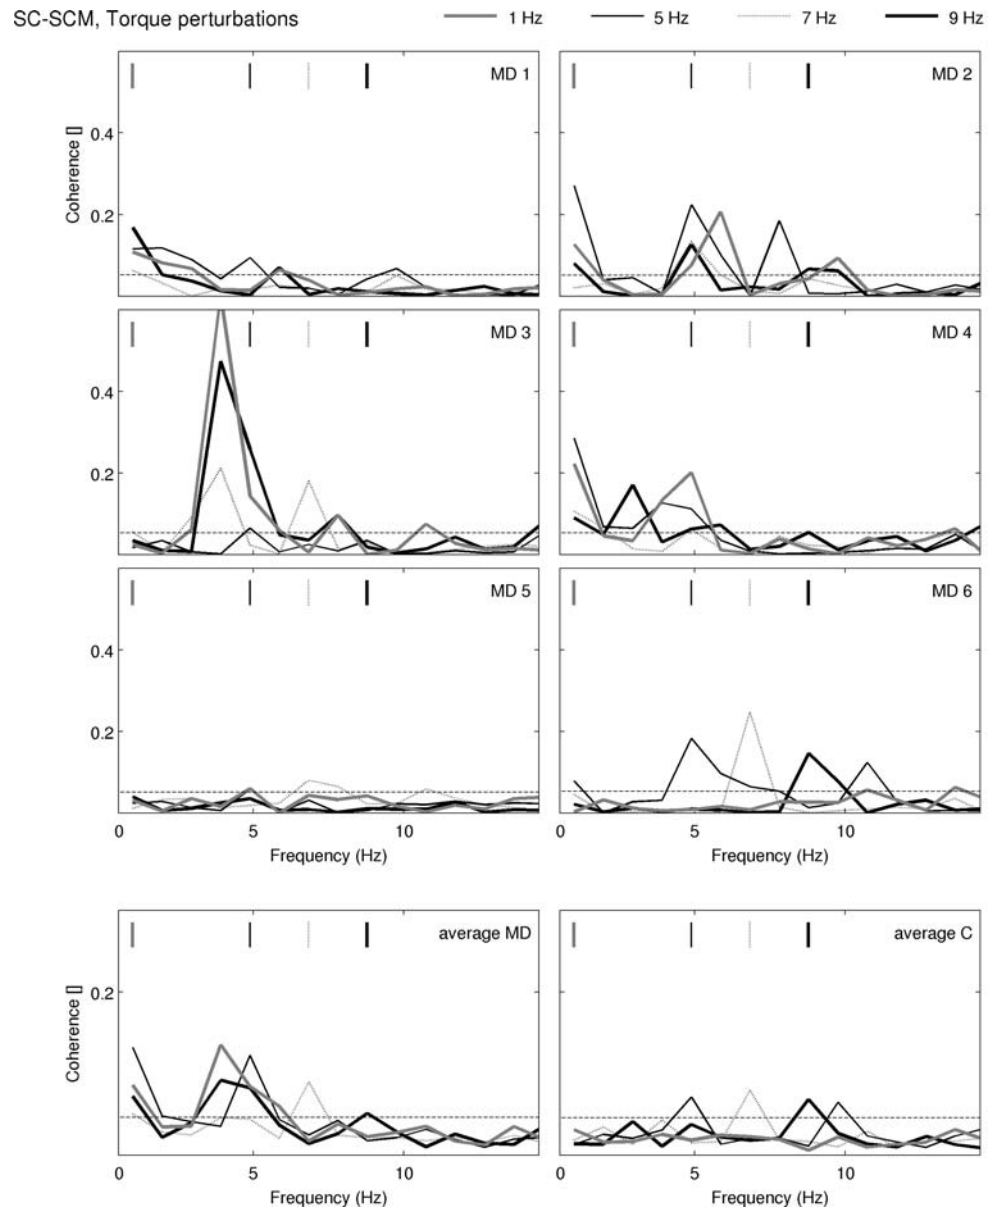 SC-SCM, Torque perturbations
1 Hz
5 Hz
7 Hz
9 Hz
MD 1
MD 2
0.4
0.2
Coherence []
MD 3
MD 4
0.4
0.2
MD 5
MD 6
0.4
0.2
0
5
10
0
5
10
Frequency (Hz)
Frequency (Hz)
average MD
average C
0.2
Coherence []
0
5
10
0
5
10
Frequency (Hz)
Frequency (Hz)